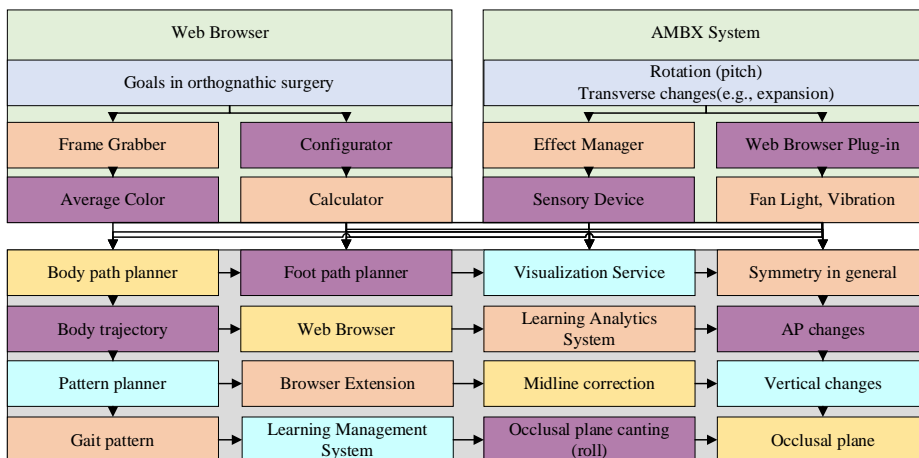 Web Browser
AMBX System
Goals in orthognathic surgery
Rotation (pitch)
Transverse changes(e.g., expansion)
Frame Grabber
Configurator
Effect Manager
Web Browser Plug-in
Average Color
Calculator
Sensory Device
Fan Light, Vibration
Body path planner
Foot path planner
Visualization Service
Symmetry in general
Body trajectory
Web Browser
Learning Analytics
System
AP changes
Pattern planner
Browser Extension
Midline correction
Vertical changes
Gait pattern
Learning Management
System
Occlusal plane canting
(roll)
Occlusal plane